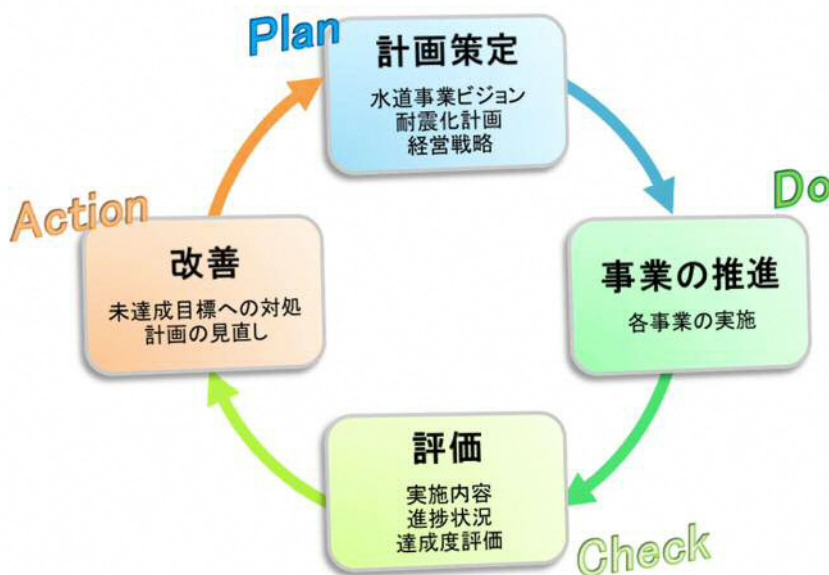 Plan
計画策定
水道事業ビジョン
耐震化計画
経営戦略
Do
事業の推進
各事業の実施
Check
評価
実施内容
進捗状況
達成度評価
Action
改善
未達成目標への対処
計画の見直し